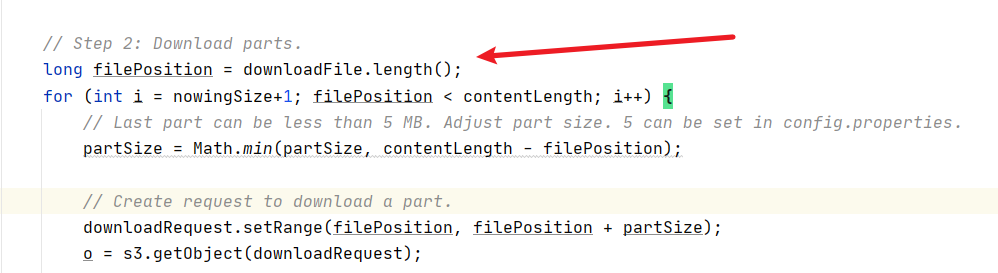 // Step 2: Download parts.
long filePosition = downloadFile.length();
for (int i = nowingSize+1; filePosition < contentLength; i++) {
// Last part can be less than 5 MB. Adjust part size. 5 can be set in config.properties.
partSize = Math.min(partSize, contentLength - filePosition);
// Create request to download a part.
downloadRequest.setRange(filePosition, filePosition + partSize);
o = s3.getObject(downloadRequest);